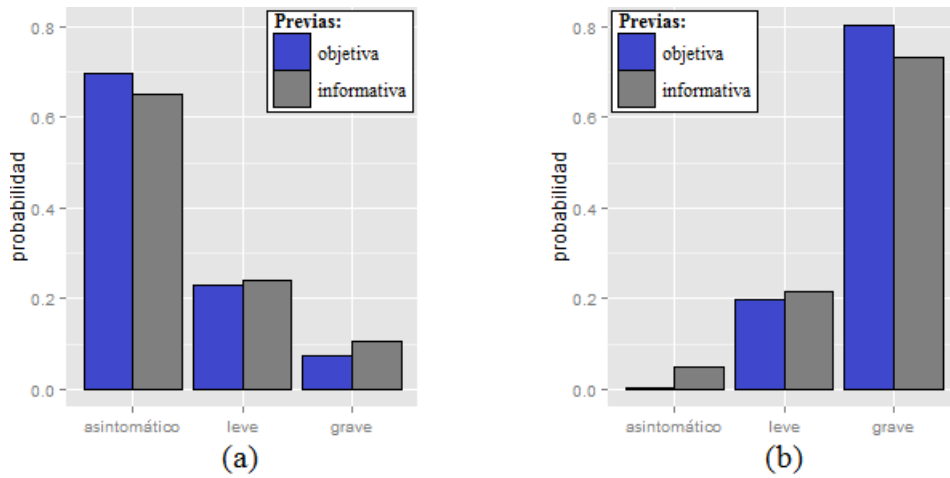 Previas:
objetiva
informativa
probabilidad
0.8
0.6
0.4
0.2
0.0
asintomático leve grave
(a)
Previas:
objetiva
informativa
probabilidad
0.8
0.6
0.4
0.2
0.0
asintomático leve grave
(b)